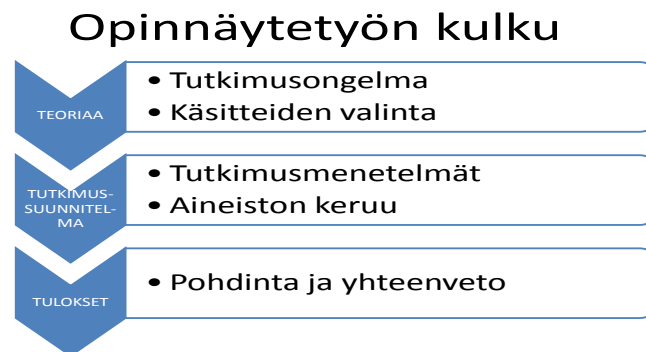 Opinnäytetyön kulku
TEORIAA
• Tutkimusongelma
• Käsitteiden valinta
TUTKIMUS-
SUUNNITEL-
MA
• Tutkimusmenetelmät
• Aineiston keruu
TULOKSET
• Pohdinta ja yhteenveto